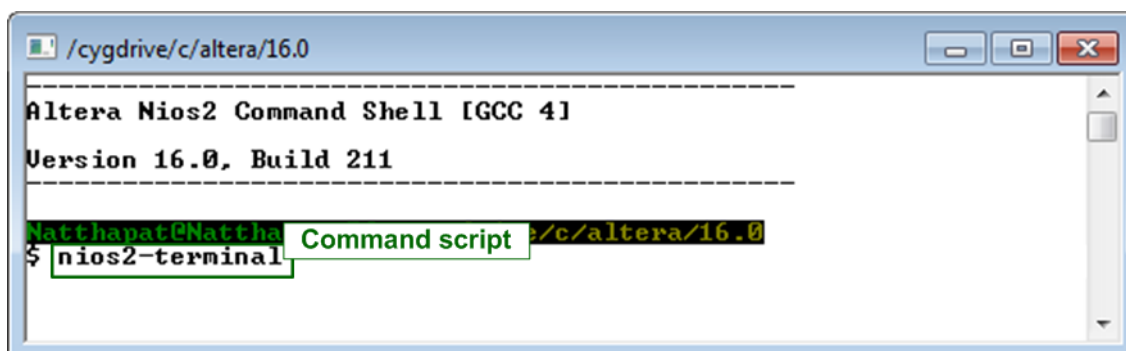 /cygdrive/c/altera/16.0
Altera Nios2 Command Shell [GCC 4]
Version 16.0, Build 211
Natthapat@Nattha e/c/altera/16.0
Command script
$ nios2-terminal